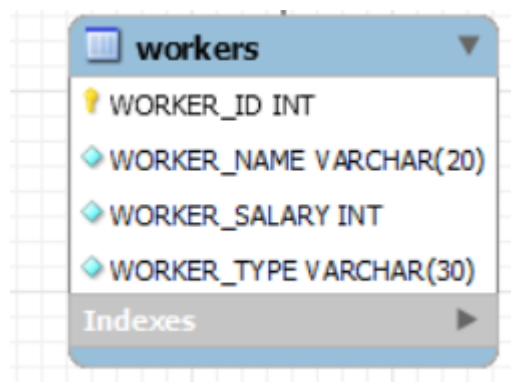 workers
WORKER_ID INT
WORKER_NAME VARCHAR(20)
WORKER_SALARY INT
WORKER_TYPE VARCHAR(30)
Indexes